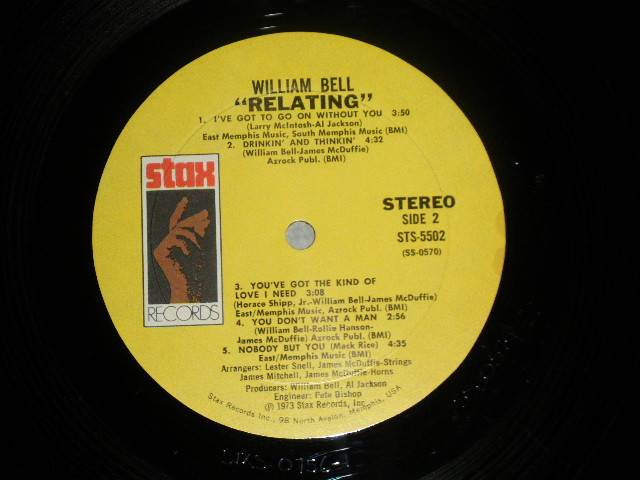 WILLIAM BELL
"RELATING"
1. I'VE GOT TO GO ON WITHOUT YOU 3:50
(Larry McIntosh-Al Jackson)
East Memphis Music, South Memphis Music (BMI)
2. DRINKIN' AND THINKIN' 4:32
(William Bell-James McDuffie)
Azrock Publ. (BMI)
stax
RECORDS
STEREO
SIDE 2
STS-5502
(SS-0570)
3. YOU'VE GOT THE KIND OF
LOVE I NEED 3:08
(Horace Shipp, Jr.-William Bell-James McDuffie)
East/Memphis Music, Azrock Publ. (BMI)
4. YOU DON'T WANT A MAN 2:56
(William Bell-Rollie Hanson-
James McDuffie) Azrock Publ. (BMI)
5. NOBODY BUT YOU (Mack Rice) 4:35
East/Memphis Music (BMI)
Arrangers: Lester Snell, James McDuffie-Strings
James Mitchell, James McDuffie-Horns
Producers: William Bell, Al Jackson
Engineer: Pete Bishop
Ⓟ 1973 Stax Records, Inc.
Stax Records Inc., 98 North Avalon, Memphis, USA